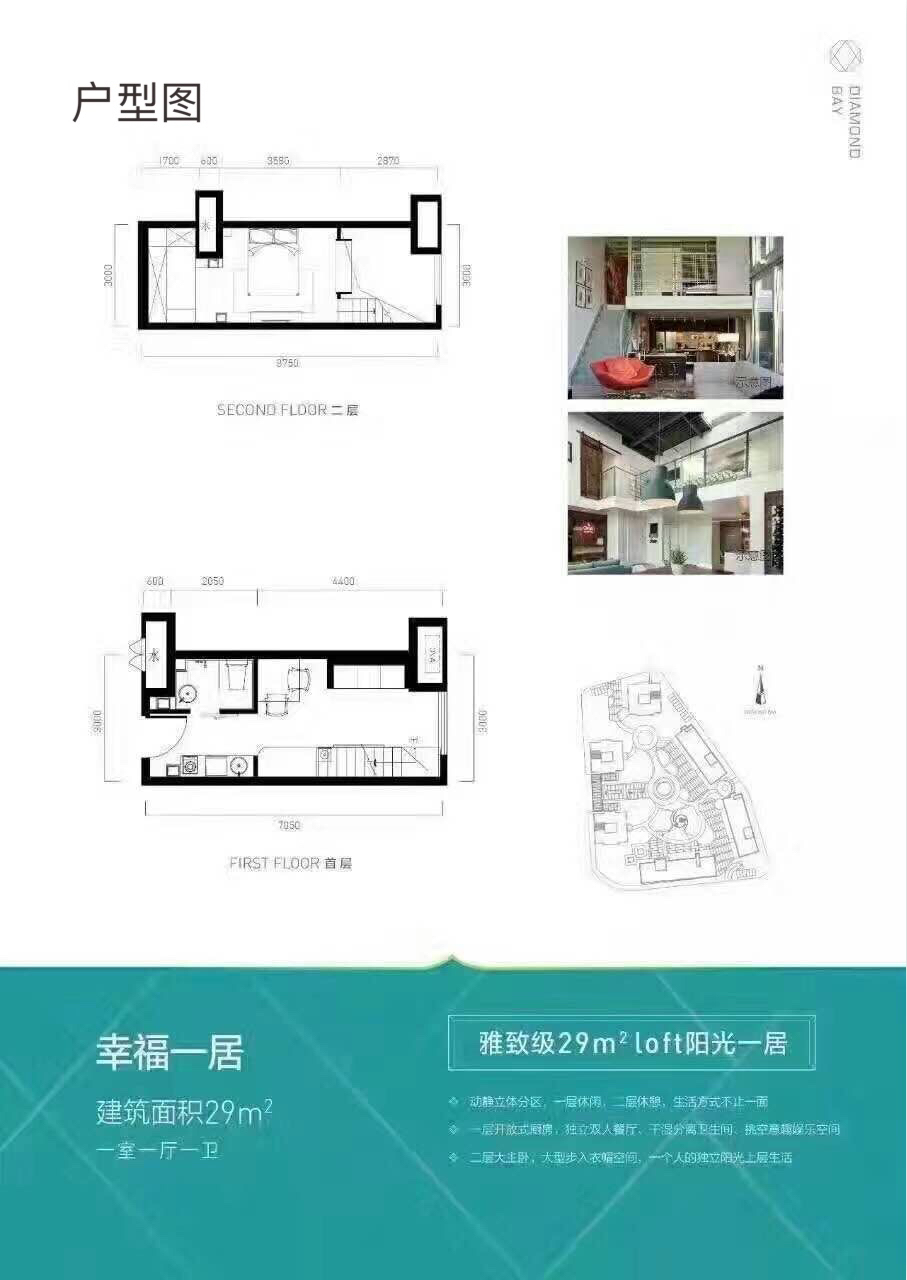 户型图
DIAMOND
BAY
1700 600 3580 2870
水
3000
3000
8750
SECOND FLOOR 二层
示意图
示意图
600 2050 4400
水
A/C
3000
3000
上
7050
FIRST FLOOR 首层
N
幸福一居
建筑面积29m²
一室一厅一卫
雅致级29m² loft阳光一居
动静立体分区，一层休闲，二层休憩，生活方式不止一面
一层开放式厨房，独立双人餐厅、干湿分离卫生间、挑空意趣娱乐空间
二层大主卧，大型步入衣帽空间，一个人的独立阳光上层生活